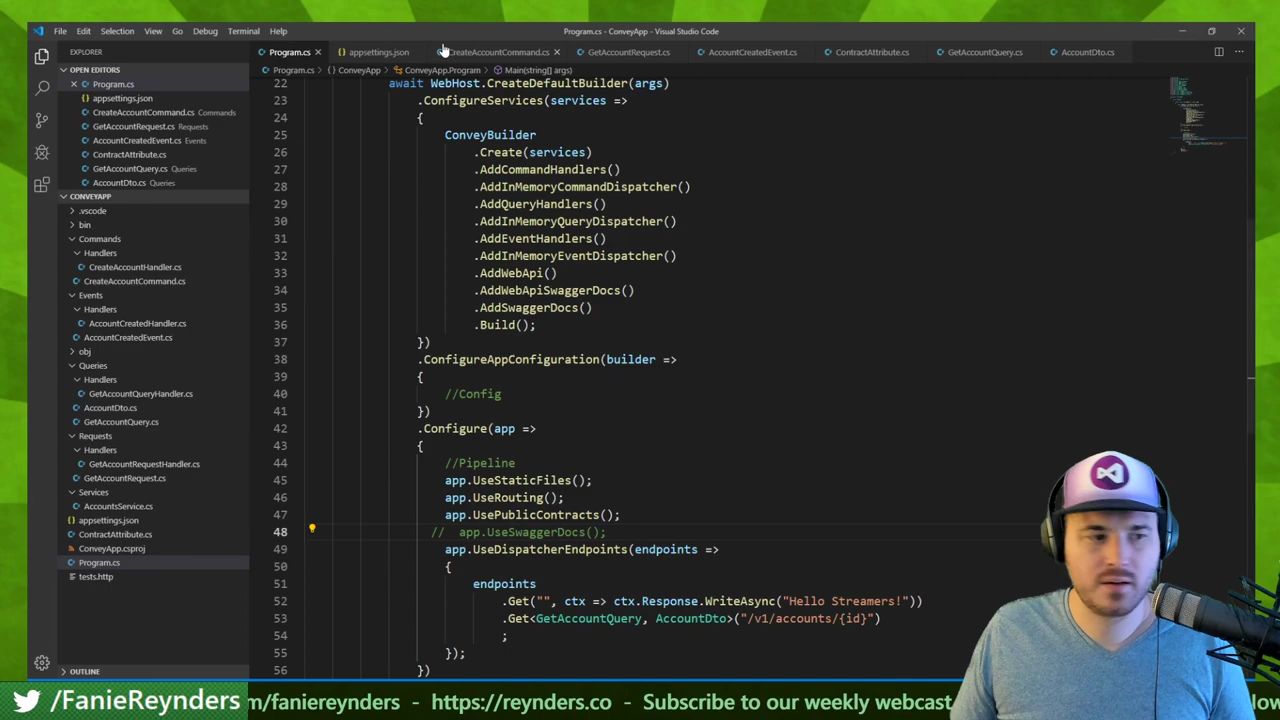 File Edit Selection View Go Debug Terminal Help
Program.cs - ConveyApp - Visual Studio Code
EXPLORER
Program.cs
appsettings.json
CreateAccountCommand.cs
GetAccountRequest.cs
AccountCreatedEvent.cs
ContractAttribute.cs
GetAccountQuery.cs
AccountDto.cs
OPEN EDITORS
Program.cs
appsettings.json
CreateAccountCommand.cs Commands
GetAccountRequest.cs Requests
AccountCreatedEvent.cs Events
ContractAttribute.cs
GetAccountQuery.cs Queries
AccountDto.cs Queries
CONVEYAPP
.vscode
bin
Commands
Handlers
CreateAccountHandler.cs
CreateAccountCommand.cs
Events
Handlers
AccountCreatedHandler.cs
AccountCreatedEvent.cs
obj
Queries
Handlers
GetAccountQueryHandler.cs
AccountDto.cs
GetAccountQuery.cs
Requests
Handlers
GetAccountRequestHandler.cs
GetAccountRequest.cs
Services
AccountsService.cs
appsettings.json
ContractAttribute.cs
ConveyApp.csproj
Program.cs
tests.http
OUTLINE
Program.cs > {} ConveyApp > ConveyApp.Program > Main(string[] args)
22 await WebHost.CreateDefaultBuilder(args)
23 .ConfigureServices(services =>
24 {
25 ConveyBuilder
26 .Create(services)
27 .AddCommandHandlers()
28 .AddInMemoryCommandDispatcher()
29 .AddQueryHandlers()
30 .AddInMemoryQueryDispatcher()
31 .AddEventHandlers()
32 .AddInMemoryEventDispatcher()
33 .AddWebApi()
34 .AddWebApiSwaggerDocs()
35 .AddSwaggerDocs()
36 .Build();
37 })
38 .ConfigureAppConfiguration(builder =>
39 {
40 //Config
41 })
42 .Configure(app =>
43 {
44 //Pipeline
45 app.UseStaticFiles();
46 app.UseRouting();
47 app.UsePublicContracts();
48 // app.UseSwaggerDocs();
49 app.UseDispatcherEndpoints(endpoints =>
50 {
51 endpoints
52 .Get("", ctx => ctx.Response.WriteAsync("Hello Streamers!"))
53 .Get<GetAccountQuery, AccountDto>("/v1/accounts/{id}")
54 ;
55 });
56 })
/FanieReynders
m/faniereynders - https://reynders.co - Subscribe to our weekly webcast